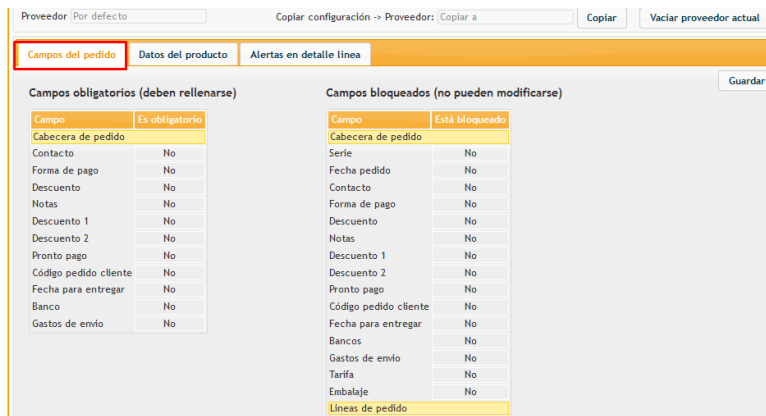 Proveedor Por defecto Copiar configuración -> Proveedor: Copiar a Copiar Vaciar proveedor actual
Campos del pedido Datos del producto Alertas en detalle línea
Guardar
Campos obligatorios (deben rellenarse)
Campo Es obligatorio
Cabecera de pedido
Contacto No
Forma de pago No
Descuento No
Notas No
Descuento 1 No
Descuento 2 No
Pronto pago No
Código pedido cliente No
Fecha para entregar No
Banco No
Gastos de envio No
Campos bloqueados (no pueden modificarse)
Campo Está bloqueado
Cabecera de pedido
Serie No
Fecha pedido No
Contacto No
Forma de pago No
Descuento No
Notas No
Descuento 1 No
Descuento 2 No
Pronto pago No
Código pedido cliente No
Fecha para entregar No
Bancos No
Gastos de envio No
Tarifa No
Embalaje No
Líneas de pedido